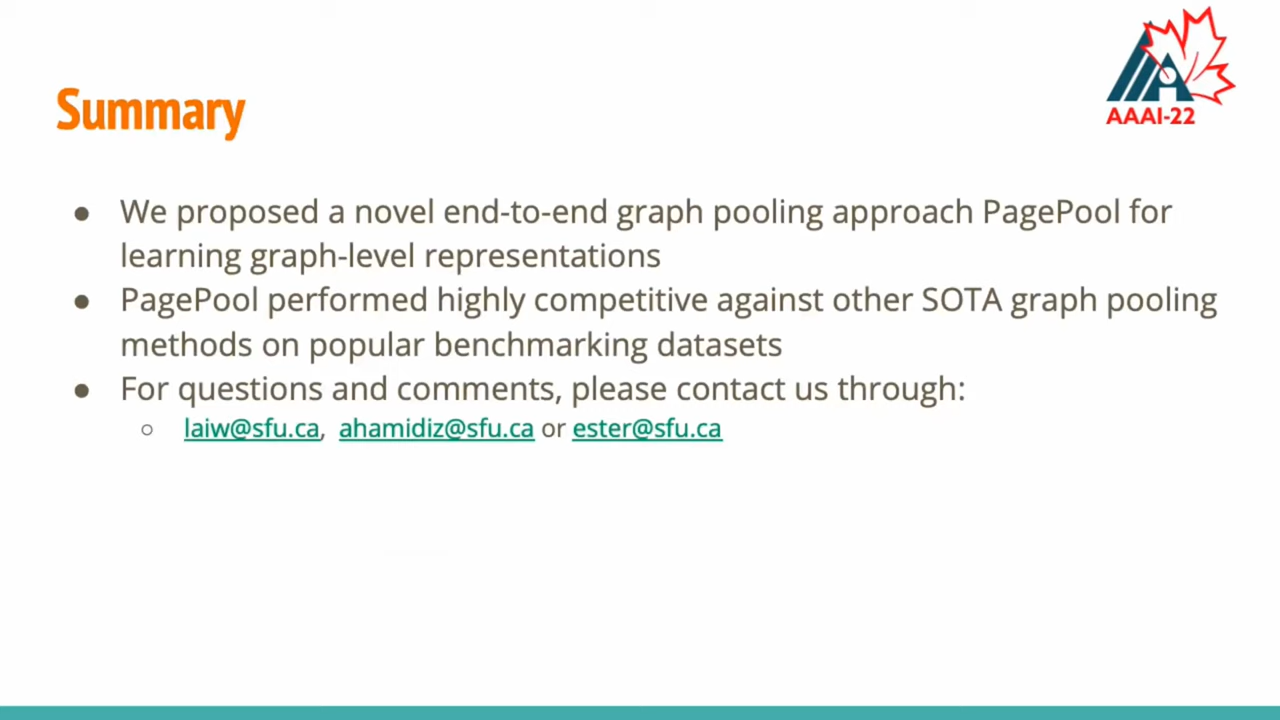 AAAI-22
Summary
● We proposed a novel end-to-end graph pooling approach PagePool for
learning graph-level representations
● PagePool performed highly competitive against other SOTA graph pooling
methods on popular benchmarking datasets
● For questions and comments, please contact us through:
○ laiw@sfu.ca, ahamidiz@sfu.ca or ester@sfu.ca